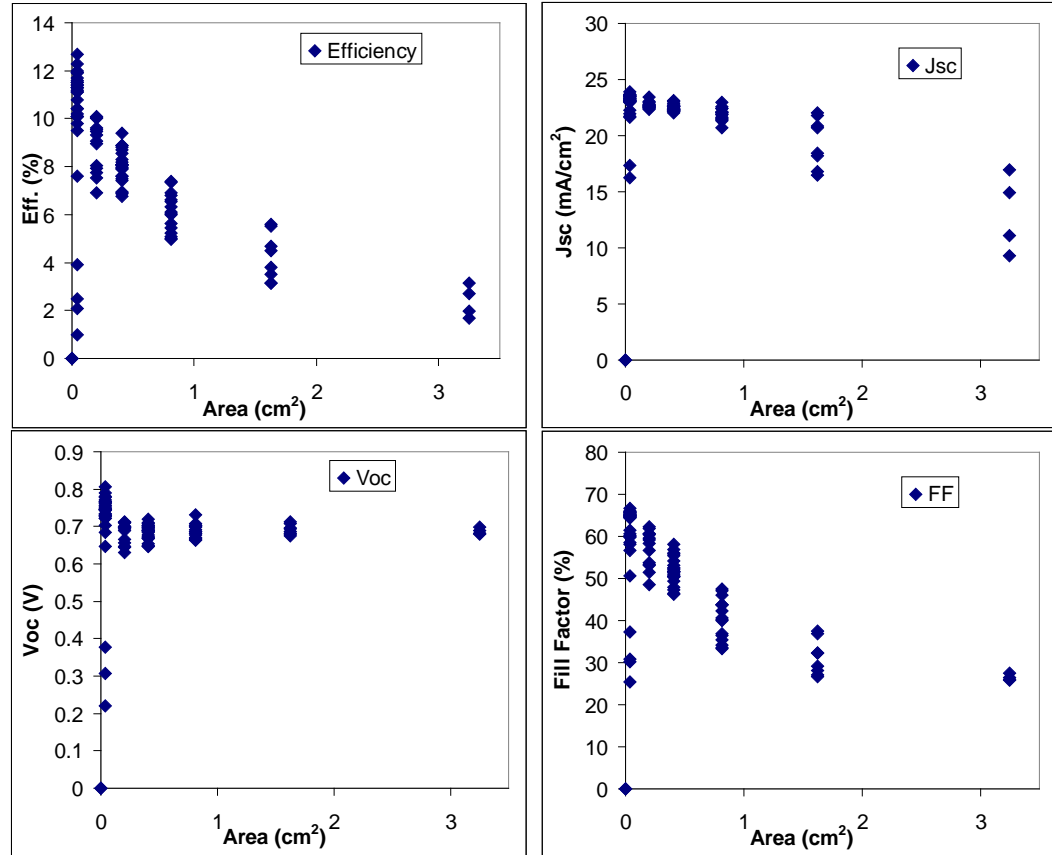 14
12
10
8
6
4
2
0
Eff. (%)
Efficiency
0 1 2 3
Area (cm²)
30
25
20
15
10
5
0
Jsc (mA/cm²)
Jsc
0 1 2 3
Area (cm²)
0.9
0.8
0.7
0.6
0.5
0.4
0.3
0.2
0.1
0
Voc (V)
Voc
0 1 2 3
Area (cm²)
80
70
60
50
40
30
20
10
0
Fill Factor (%)
FF
0 1 2 3
Area (cm²)